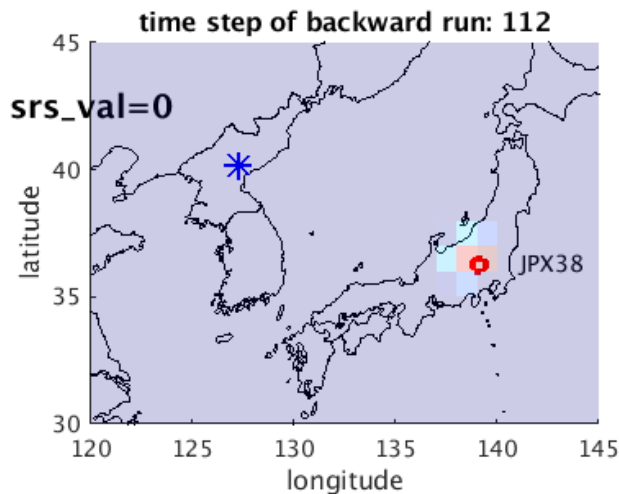 time step of backward run: 112
45
srs_val=0
40
latitude
JPX38
35
30
120 125 130 135 140 145
longitude